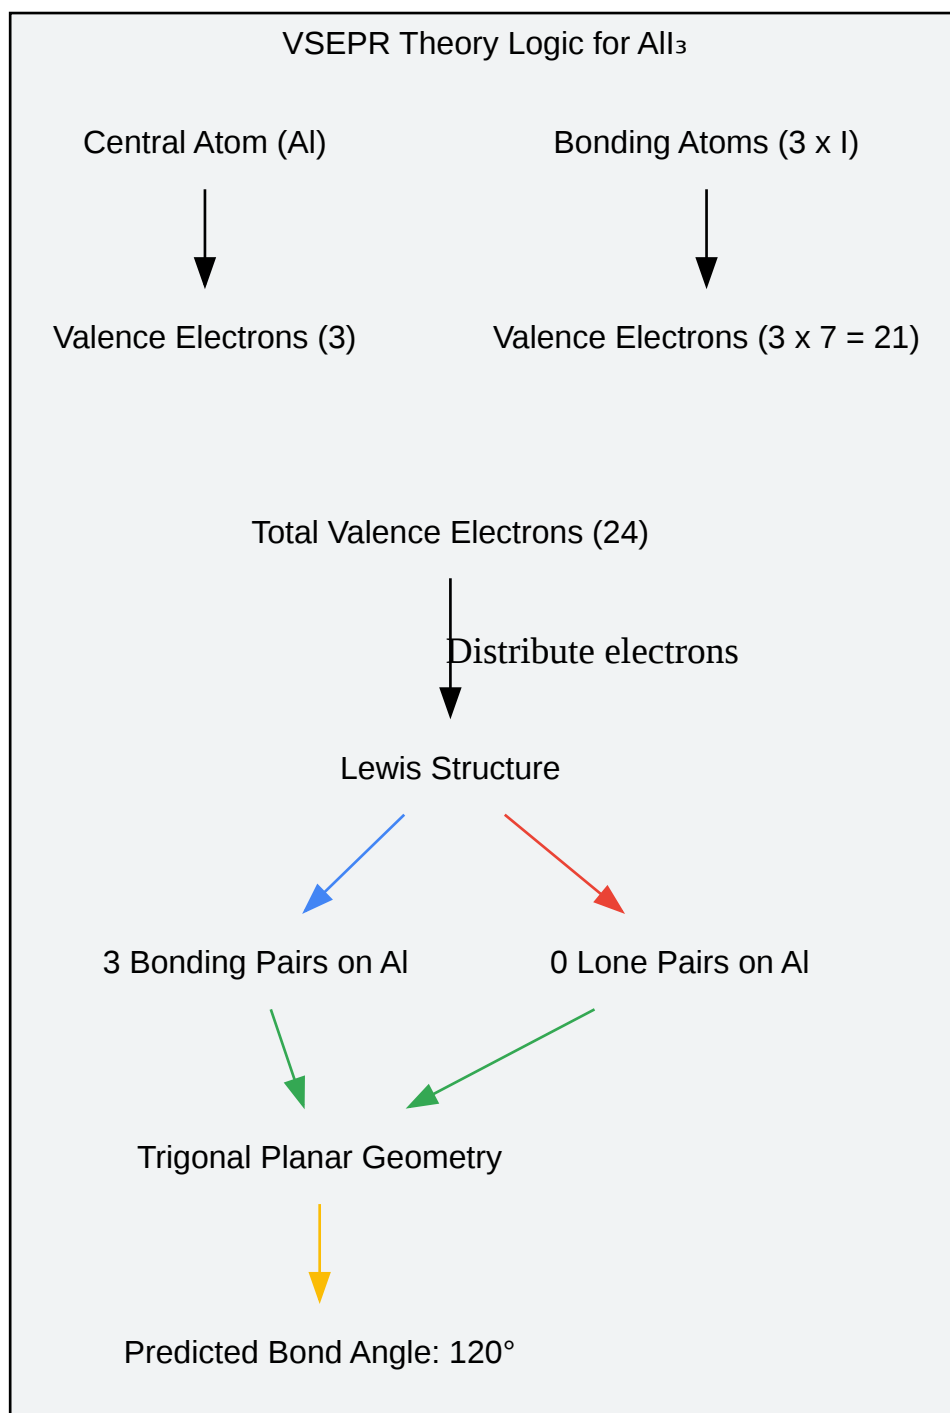 VSEPR Theory Logic for AlI₃
Central Atom (Al)
Bonding Atoms (3 x I)
Valence Electrons (3)
Valence Electrons (3 x 7 = 21)
Total Valence Electrons (24)
Distribute electrons
Lewis Structure
3 Bonding Pairs on Al
0 Lone Pairs on Al
Trigonal Planar Geometry
Predicted Bond Angle: 120°